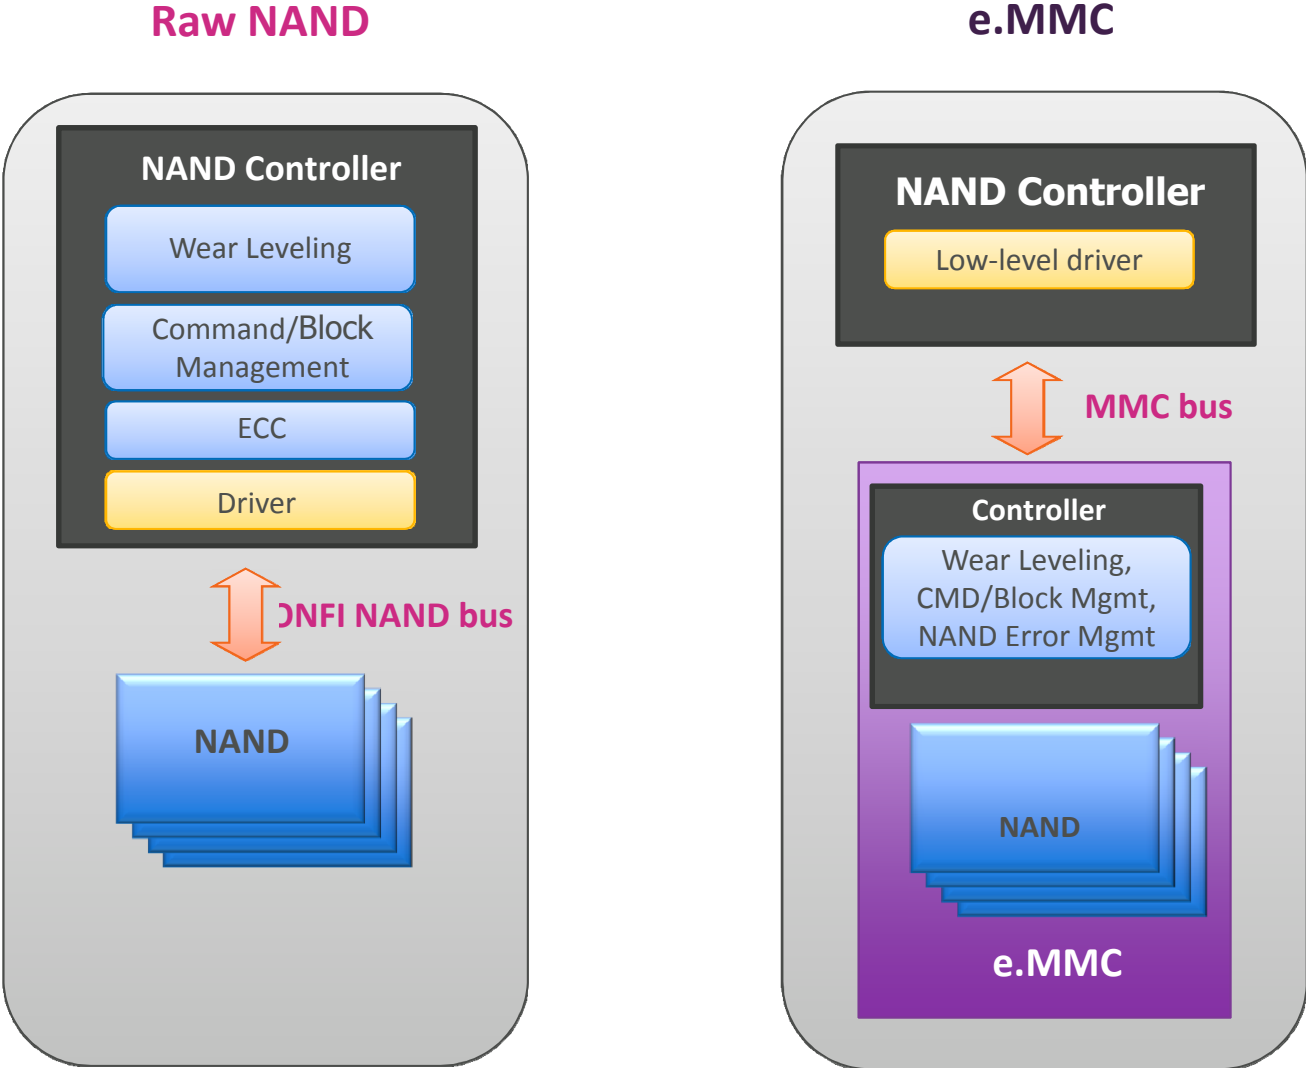 Raw NAND
NAND Controller
Wear Leveling
Command/Block
Management
ECC
Driver
ONFI NAND bus
NAND
e.MMC
NAND Controller
Low-level driver
MMC bus
Controller
Wear Leveling,
CMD/Block Mgmt,
NAND Error Mgmt
NAND
e.MMC